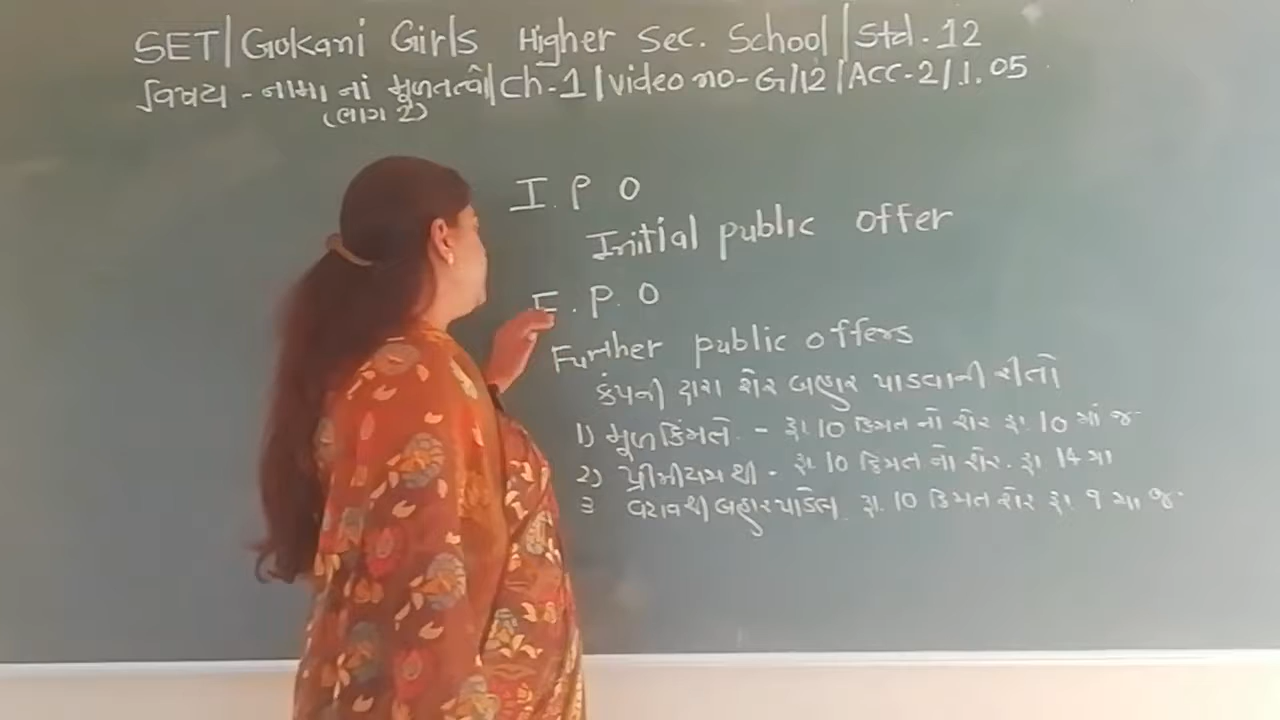 SET/Gokani Girls Higher Sec. School/Std. 12
વિષય - નામા નાં મૂળતત્વો/Ch-1/video no-G/12/Acc-2/1.05
(ભાગ 2)
I. P O
Initial public offer
F. P. O
Further public offers
કંપની દ્વારા શેર બહાર પાડવાની રીતો
1) મૂળકિંમતે. - રૂ. 10 કિંમત નો શેર રૂ. 10 માં જ
2) પ્રીમીયમ થી - રૂ. 10 કિંમત નો શેર. રૂ 14 મા
3 વટાવથી બહારપાડેલ. રૂ. 10 કિમત શેર રૂ. ૧ મા જ.